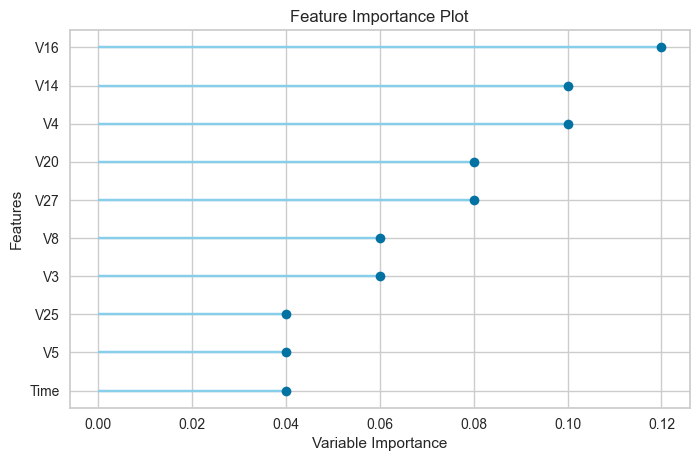 Feature Importance Plot
Features
V16
V14
V4
V20
V27
V8
V3
V25
V5
Time
0.00 0.02 0.04 0.06 0.08 0.10 0.12
Variable Importance